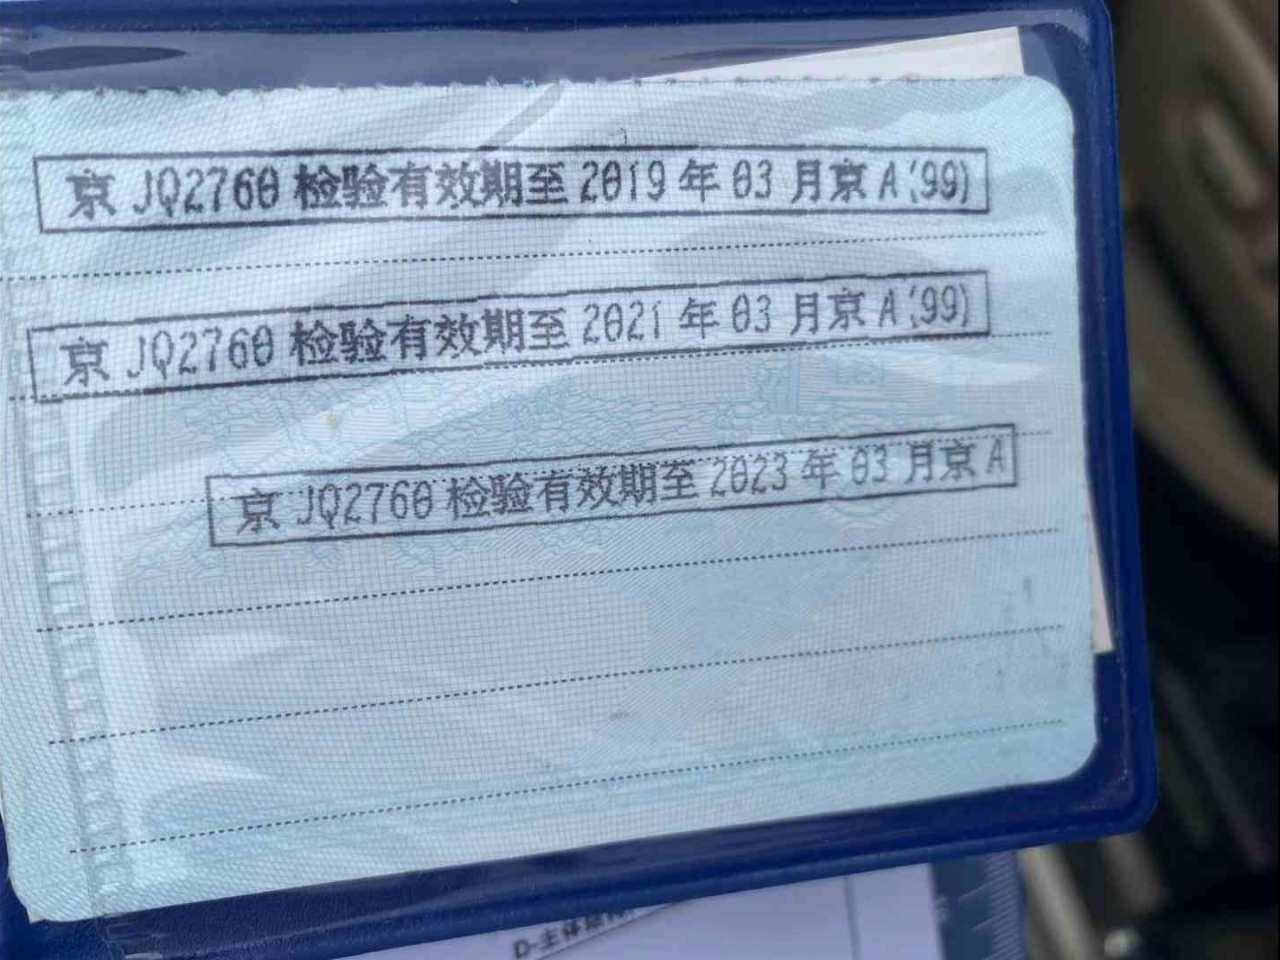 京 JQ2760 检验有效期至 2019 年 03 月京 A (99)
京 JQ2760 检验有效期至 2021 年 03 月京 A (99)
京 JQ2760 检验有效期至 2023 年 03 月京 A
D-主体